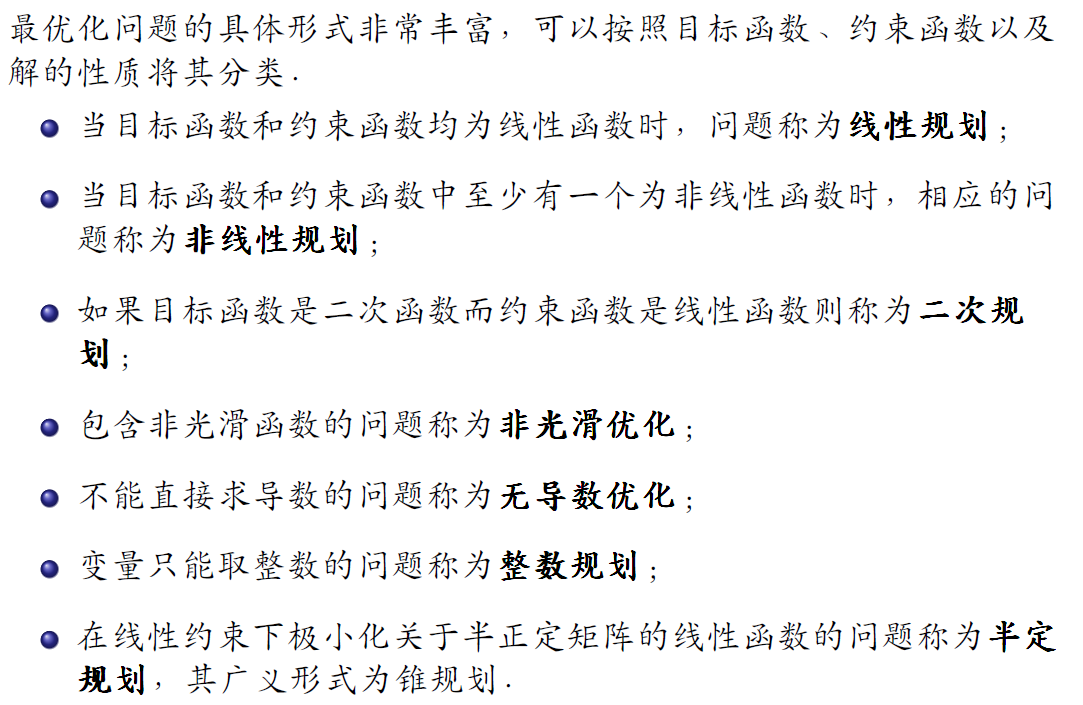 最优化问题的具体形式非常丰富，可以按照目标函数、约束函数以及
解的性质将其分类.
当目标函数和约束函数均为线性函数时，问题称为线性规划；
当目标函数和约束函数中至少有一个为非线性函数时，相应的问
题称为非线性规划；
如果目标函数是二次函数而约束函数是线性函数则称为二次规
划；
包含非光滑函数的问题称为非光滑优化；
不能直接求导数的问题称为无导数优化；
变量只能取整数的问题称为整数规划；
在线性约束下极小化关于半正定矩阵的线性函数的问题称为半定
规划，其广义形式为锥规划.